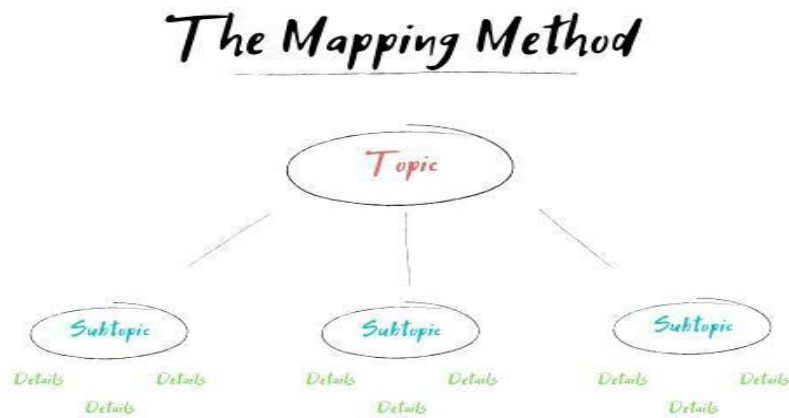 The Mapping Method
Topic
Subtopic Subtopic Subtopic
Details Details Details Details Details Details
Details Details Details